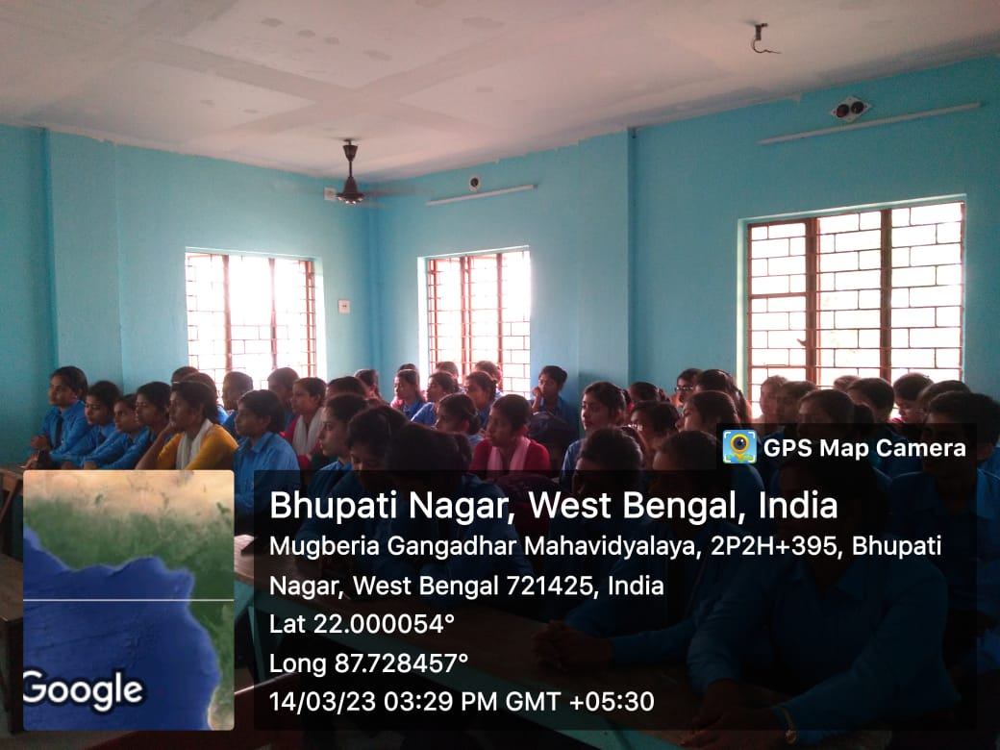 GPS Map Camera
Bhupati Nagar, West Bengal, India
Mugberia Gangadhar Mahavidyalaya, 2P2H+395, Bhupati
Nagar, West Bengal 721425, India
Lat 22.000054°
Long 87.728457°
14/03/23 03:29 PM GMT +05:30
Google